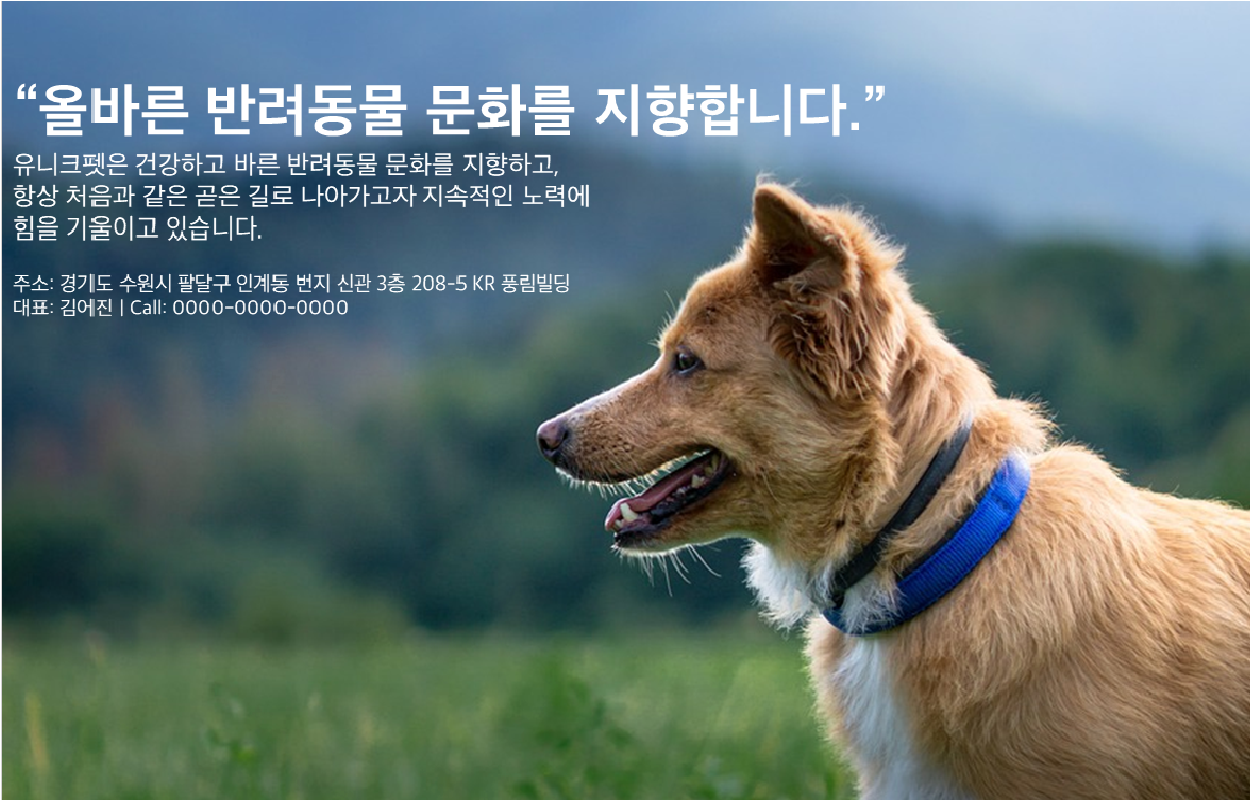 “올바른 반려동물 문화를 지향합니다.”
유니크펫은 건강하고 바른 반려동물 문화를 지향하고,
항상 처음과 같은 곧은 길로 나아가고자 지속적인 노력에
힘을 기울이고 있습니다.
주소: 경기도 수원시 팔달구 인계동 번지 신관 3층 208-5 KR 풍림빌딩
대표: 김에진 | Call: 0000-0000-0000